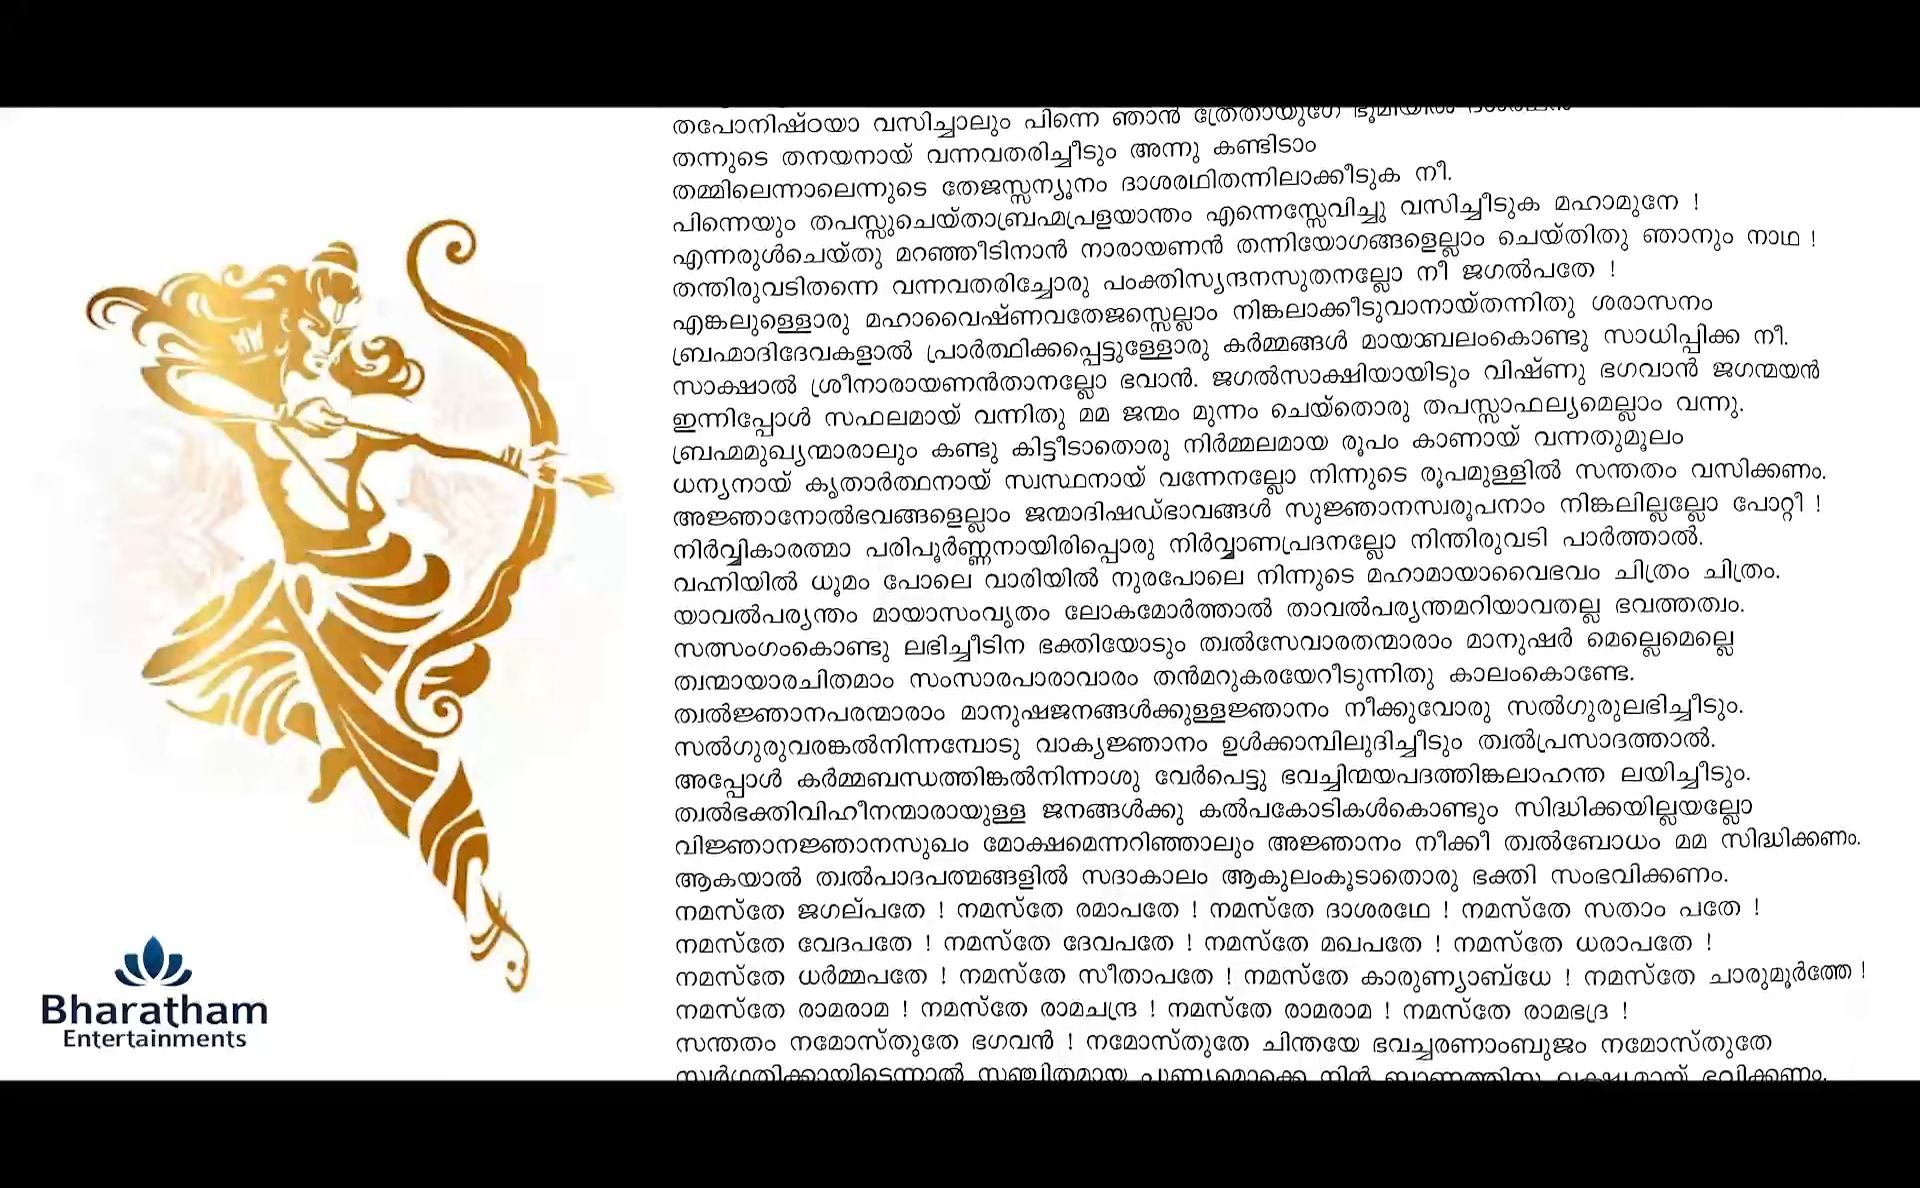 തപോനിഷ്ഠയാ വസിച്ചാലും പിന്നെ ഞാൻ ത്രേതായുഗേ ഭൂമിയിൽ
തന്നുടെ തനയനായ് വന്നവതരിച്ചീടും അന്നു കണ്ടിടാം
തമ്മിലെന്നാലെന്നുടെ തേജസ്സന്യൂനം ദാശരഥിതന്നിലാക്കീടുക നീ.
പിന്നെയും തപസ്സുചെയ്താബ്രഹ്മപ്രളയാന്തം എന്നെസ്സേവിച്ചു വസിച്ചീടുക മഹാമുനേ !
എന്നരുൾചെയ്തു മറഞ്ഞീടിനാൻ നാരായണൻ തന്നിയോഗങ്ങളെല്ലാം ചെയ്തിതു ഞാനും നാഥ !
തന്തിരുവടിതന്നെ വന്നവതരിച്ചോരു പംക്തിസ്യന്ദനസുതനല്ലോ നീ ജഗൽപതേ !
എങ്കലുള്ളൊരു മഹാവൈഷ്ണവതേജസ്സെല്ലാം നിങ്കലാക്കീടുവാനായ്തന്നിതു ശരാസനം
ബ്രഹ്മാദിദേവകളാൽ പ്രാർത്ഥിക്കപ്പെട്ടുള്ളോരു കർമ്മങ്ങൾ മായാബലംകൊണ്ടു സാധിപ്പിക്ക നീ.
സാക്ഷാൽ ശ്രീനാരായണൻതാനല്ലോ ഭവാൻ. ജഗൽസാക്ഷിയായിടും വിഷ്ണു ഭഗവാൻ ജഗന്മയൻ
ഇന്നിപ്പോൾ സഫലമായ് വന്നിതു മമ ജന്മം മുന്നം ചെയ്തൊരു തപസ്സാഫല്യമെല്ലാം വന്നു.
ബ്രഹ്മമുഖ്യന്മാരാലും കണ്ടു കിട്ടീടാതൊരു നിർമ്മലമായ രൂപം കാണായ് വന്നതുമൂലം
ധന്യനായ് കൃതാർത്ഥനായ് സ്വസ്ഥനായ് വന്നേനല്ലോ നിന്നുടെ രൂപമുള്ളിൽ സന്തതം വസിക്കണം.
അജ്ഞാനോൽഭവങ്ങളെല്ലാം ജന്മാദിഷഡ്ഭാവങ്ങൾ സുജ്ഞാനസ്വരൂപനാം നിങ്കലില്ലല്ലോ പോറ്റീ !
നിർവ്വികാരത്മാ പരിപൂർണ്ണനായിരിപ്പൊരു നിർവ്വാണപ്രദനല്ലോ നിന്തിരുവടി പാർത്താൽ.
വഹ്നിയിൽ ധൂമം പോലെ വാരിയിൽ നുരപോലെ നിന്നുടെ മഹാമായാവൈഭവം ചിത്രം ചിത്രം.
യാവൽപര്യന്തം മായാസംവൃതം ലോകമോർത്താൽ താവൽപര്യന്തമറിയാവതല്ല ഭവത്തത്വം.
സത്സംഗംകൊണ്ടു ലഭിച്ചീടിന ഭക്തിയോടും ത്വൽസേവാരതന്മാരാം മാനുഷർ മെല്ലെമെല്ലെ
ത്വന്മായാരചിതമാം സംസാരപാരാവാരം തൻമറുകരയേറീടുന്നിതു കാലംകൊണ്ടേ.
ത്വൽജ്ഞാനപരന്മാരാം മാനുഷജനങ്ങൾക്കുള്ളജ്ഞാനം നീക്കുവോരു സൽഗുരുലഭിച്ചീടും.
സൽഗുരുവരങ്കൽനിന്നമ്പോടു വാക്യജ്ഞാനം ഉൾക്കാമ്പിലുദിച്ചീടും ത്വൽപ്രസാദത്താൽ.
അപ്പോൾ കർമ്മബന്ധത്തിങ്കൽനിന്നാശു വേർപെട്ടു ഭവച്ചിന്മയപദത്തിങ്കലാഹന്ത ലയിച്ചീടും.
ത്വൽഭക്തിവിഹീനന്മാരായുള്ള ജനങ്ങൾക്കു കൽപകോടികൾകൊണ്ടും സിദ്ധിക്കയില്ലയല്ലോ
വിജ്ഞാനജ്ഞാനസുഖം മോക്ഷമെന്നറിഞ്ഞാലും അജ്ഞാനം നീക്കീ ത്വൽബോധം മമ സിദ്ധിക്കണം.
ആകയാൽ ത്വൽപാദപത്മങ്ങളിൽ സദാകാലം ആകുലംകൂടാതൊരു ഭക്തി സംഭവിക്കണം.
നമസ്തേ ജഗല്പതേ ! നമസ്തേ രമാപതേ ! നമസ്തേ ദാശരഥേ ! നമസ്തേ സതാം പതേ !
നമസ്തേ വേദപതേ ! നമസ്തേ ദേവപതേ ! നമസ്തേ മഖപതേ ! നമസ്തേ ധരാപതേ !
നമസ്തേ ധർമ്മപതേ ! നമസ്തേ സീതാപതേ ! നമസ്തേ കാരുണ്യാബ്ധേ ! നമസ്തേ ചാരുമൂർത്തേ !
നമസ്തേ രാമരാമ ! നമസ്തേ രാമചന്ദ്ര ! നമസ്തേ രാമരാമ ! നമസ്തേ രാമഭദ്ര !
സന്തതം നമോസ്തുതേ ഭഗവൻ ! നമോസ്തുതേ ചിന്തയേ ഭവച്ചരണാംബുജം നമോസ്തുതേ
സ്വർഗതിക്കായിടെന്നാൽ സഞ്ചിതമായ പുണ്യമൊക്കെ നിൻ ബാണത്തിനു ലക്ഷ്യമായ് ഭവിക്കണം.
Bharatham
Entertainments